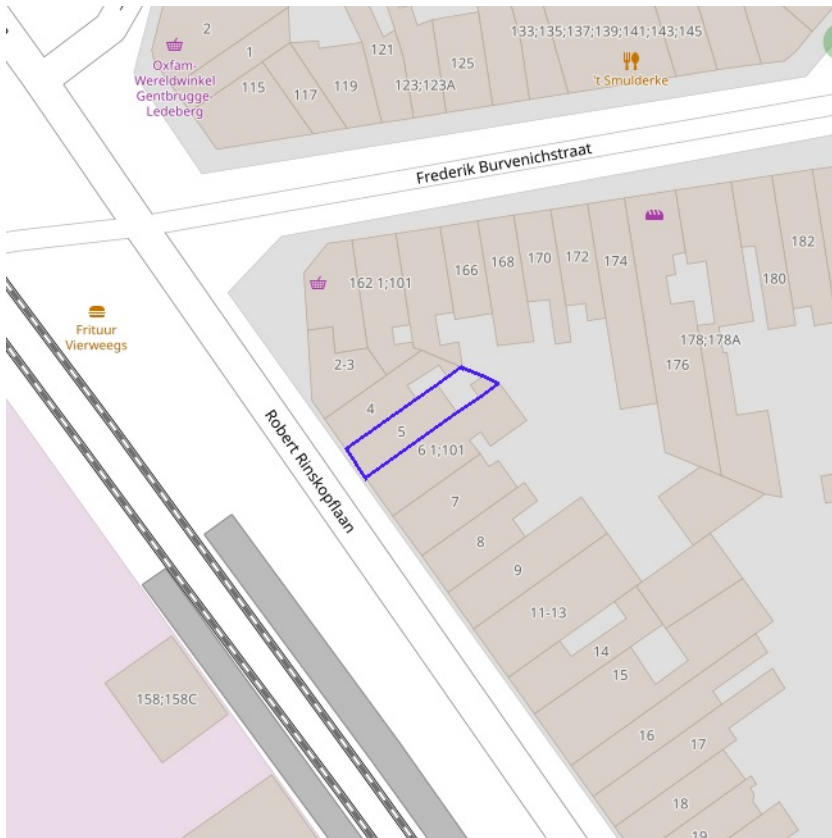 2
1
Oxfam-
Wereldwinkel
Gentbrugge-
Ledeberg
115
117
119
121
123;123A
125
133;135;137;139;141;143;145
't Smulderke
Frederik Burvenichstraat
162 1;101
166
168
170
172
174
176
178;178A
180
182
Frituur
Vierweegs
2-3
4
5
6 1;101
7
8
9
11-13
14
15
16
17
18
19
Robert Rinskopflaan
158;158C